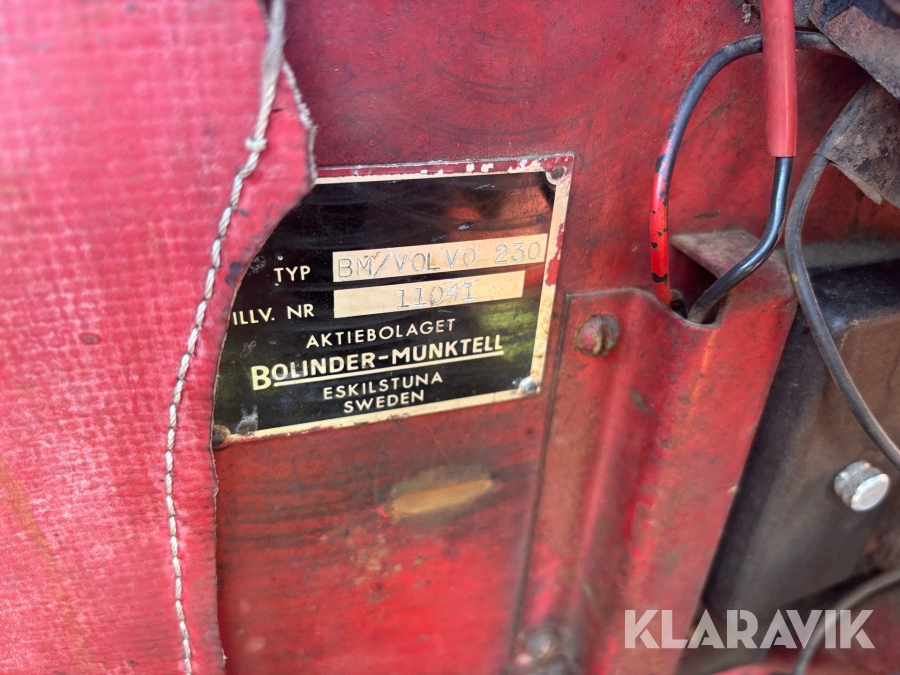 TYP BM/VOLVO 230
ILLV. NR 11041
AKTIEBOLAGET
BOLINDER-MUNKTELL
ESKILSTUNA
SWEDEN
KLARAVIK